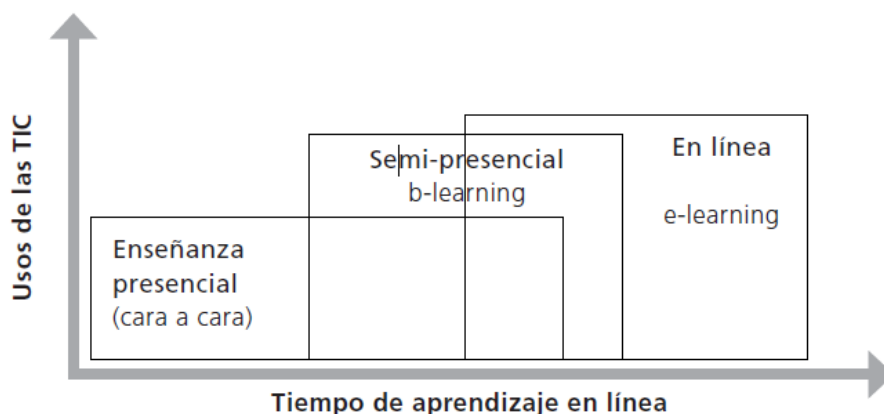 Usos de las TIC
Semi-presencial
b-learning
En línea
e-learning
Enseñanza
presencial
(cara a cara)
Tiempo de aprendizaje en línea